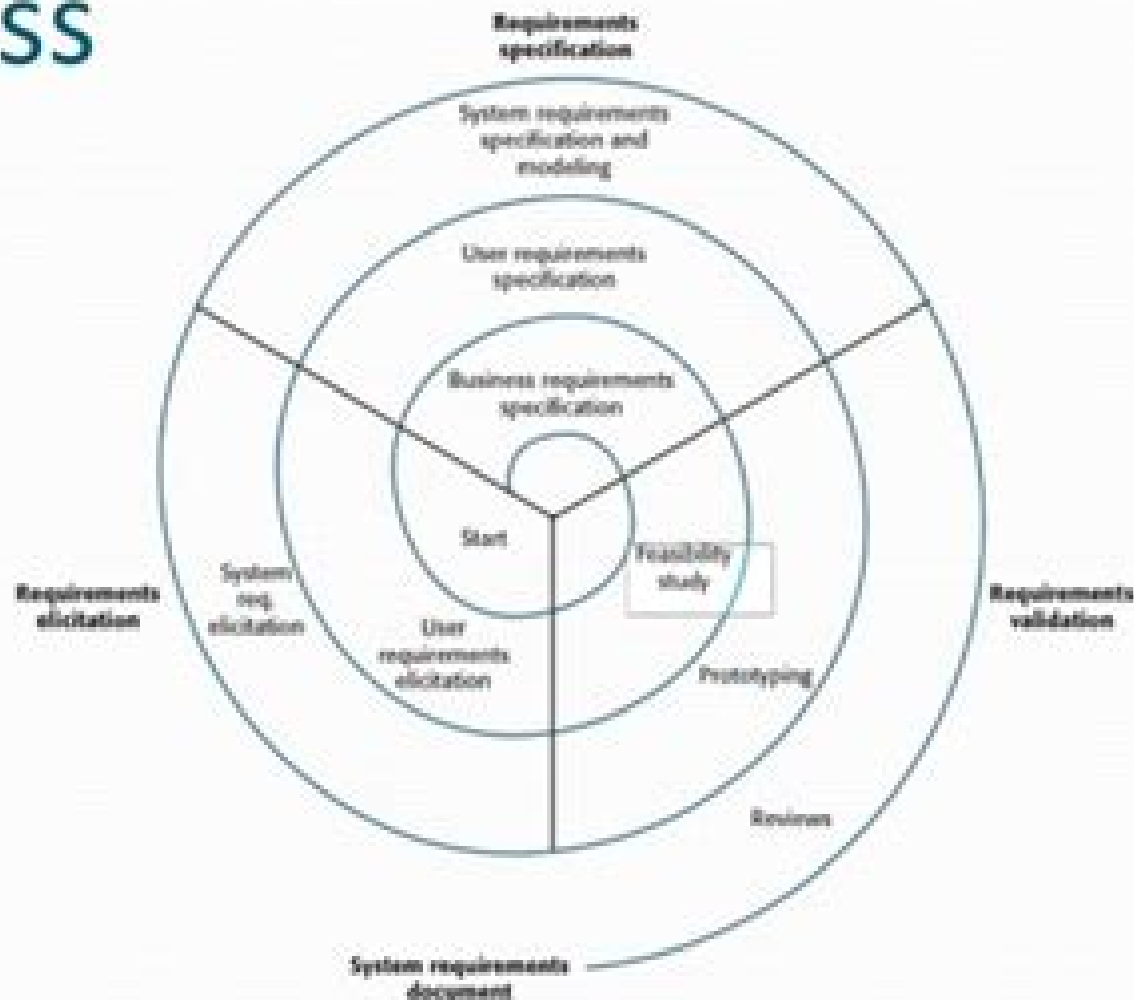 ss
Requirements
specification
System requirements
specification and
modeling
User requirements
specification
Business requirements
specification
Start
Feasibility
study
Requirements
elicitation
System
req.
elicitation
User
requirements
elicitation
Requirements
validation
Prototyping
Reviews
System requirements
document